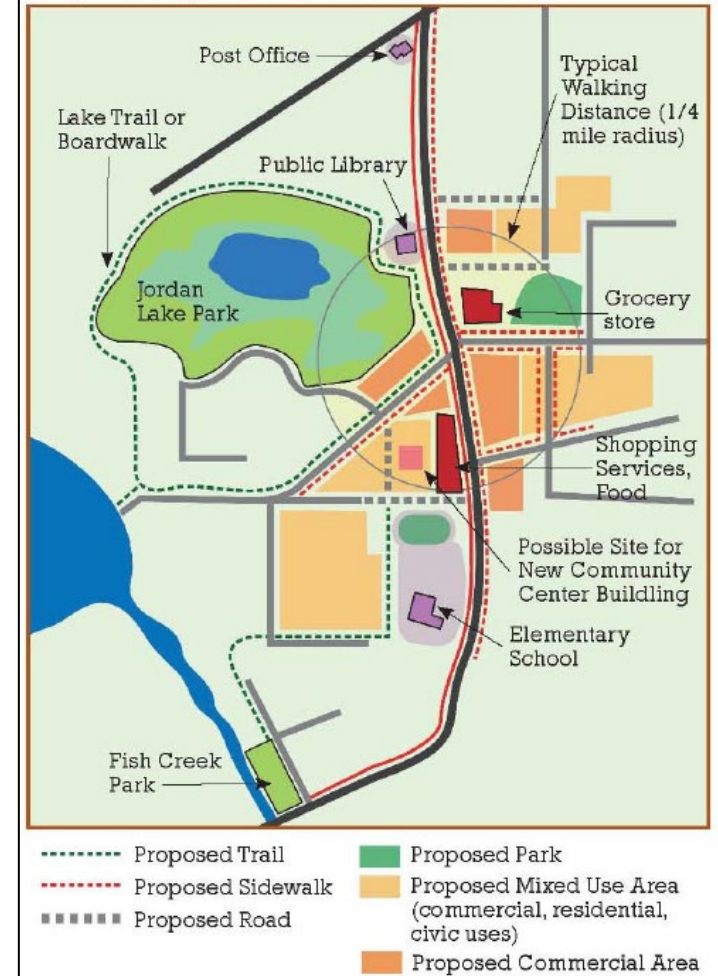 Post Office
Typical
Walking
Distance (1/4
mile radius)
Lake Trail or
Boardwalk
Public Library
Jordan
Lake Park
Grocery
store
Shopping
Services,
Food
Possible Site for
New Community
Center Buildling
Elementary
School
Fish Creek
Park
Proposed Trail
Proposed Sidewalk
Proposed Road
Proposed Park
Proposed Mixed Use Area
(commercial, residential,
civic uses)
Proposed Commercial Area